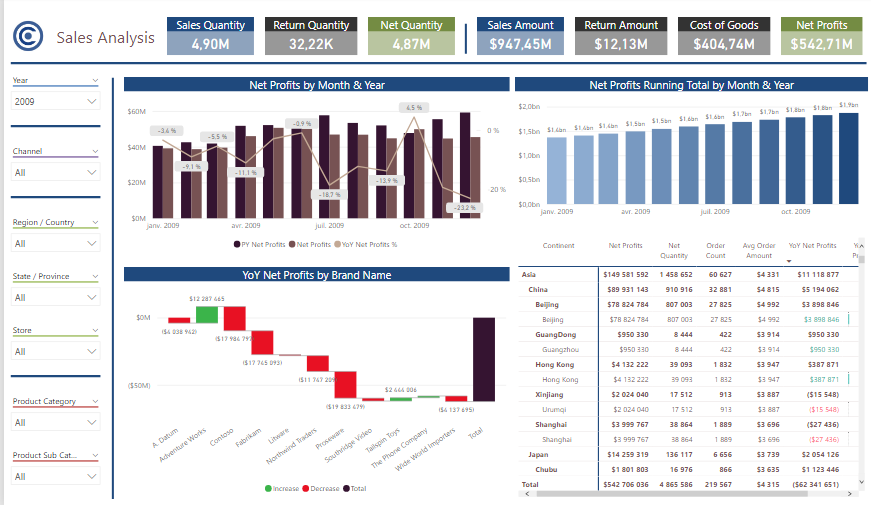 Sales Analysis
Sales Quantity
4,90M
Return Quantity
32,22K
Net Quantity
4,87M
Sales Amount
$947,45M
Return Amount
$12,13M
Cost of Goods
$404,74M
Net Profits
$542,71M
Year
2009
Channel
All
Region / Country
All
State / Province
All
Store
All
Product Category
All
Product Sub Cat...
All
Net Profits by Month & Year
$60M
$40M
$20M
$0M
0 %
-20 %
-3.4 %
-9.1 %
-5.5 %
-11.1 %
-0.9 %
-18.7 %
-13.9 %
4.5 %
-23.2 %
janv. 2009 avr. 2009 juil. 2009 oct. 2009
PY Net Profits Net Profits YoY Net Profits %
Net Profits Running Total by Month & Year
$2,0bn
$1,5bn
$1,0bn
$0,5bn
$0,0bn
$1.4bn $1.4bn $1.4bn $1.5bn $1.5bn $1.6bn $1.6bn $1.7bn $1.7bn $1.8bn $1.8bn $1.9bn
janv. 2009 avr. 2009 juil. 2009 oct. 2009
YoY Net Profits by Brand Name
$0M
($50M)
($4 038 962)
$12 287 465
($17 745 093)
($19 833 679)
$2 444 006
($4 137 695)
A. Datum
Adventure Works
Contoso
Fabrikam
Litware
Northwind Traders
Proseware
Southridge Video
Tailspin Toys
The Phone Company
Wide World Importers
Total
Increase Decrease Total
Continent Net Profits Net Quantity Order Count Avg Order Amount YoY Net Profits
Asia $149 581 592 1 458 652 60 627 $4 331 $11 118 877
China $89 931 143 910 916 32 881 $4 815 $5 194 062
Beijing $78 824 784 807 003 27 825 $4 992 $3 898 846
Beijing $78 824 784 807 003 27 825 $4 992 $3 898 846
GuangDong $950 330 8 444 422 $3 914 $950 330
Guangzhou $950 330 8 444 422 $3 914 $950 330
Hong Kong $4 132 222 39 093 1 832 $3 947 $387 871
Hong Kong $4 132 222 39 093 1 832 $3 947 $387 871
Xinjiang $2 024 040 17 512 913 $3 887 ($15 548)
Urumqi $2 024 040 17 512 913 $3 887 ($15 548)
Shanghai $3 999 767 38 864 1 889 $3 696 ($27 436)
Shanghai $3 999 767 38 864 1 889 $3 696 ($27 436)
Japan $14 259 319 136 117 6 656 $3 739 $2 054 126
Chubu $1 801 803 16 976 866 $3 635 $1 123 446
Total $542 706 036 4 865 586 219 567 $4 315 ($62 341 651)